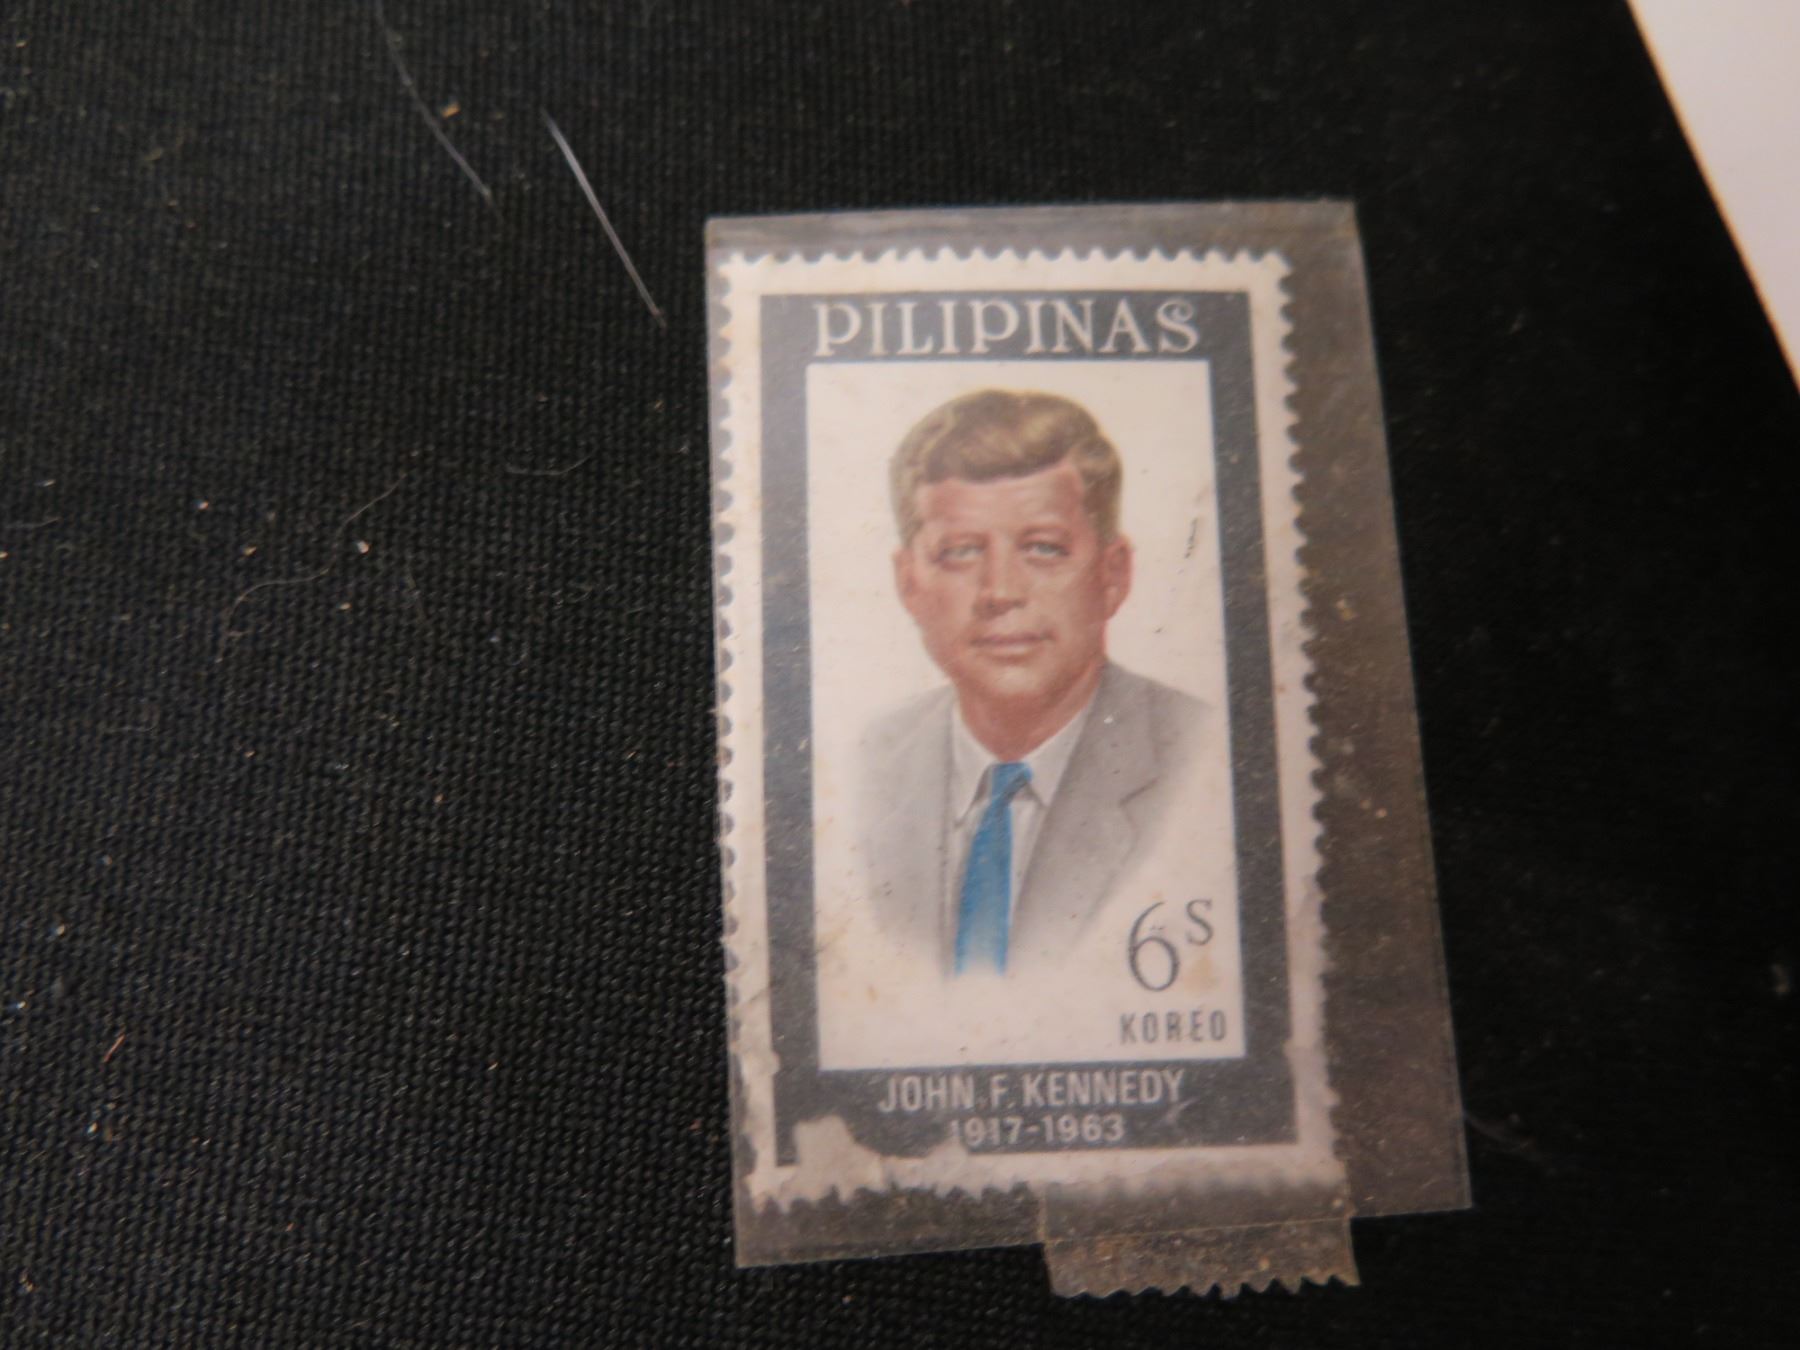 PILIPINAS
6s
KOREO
JOHN F. KENNEDY
1917-1963